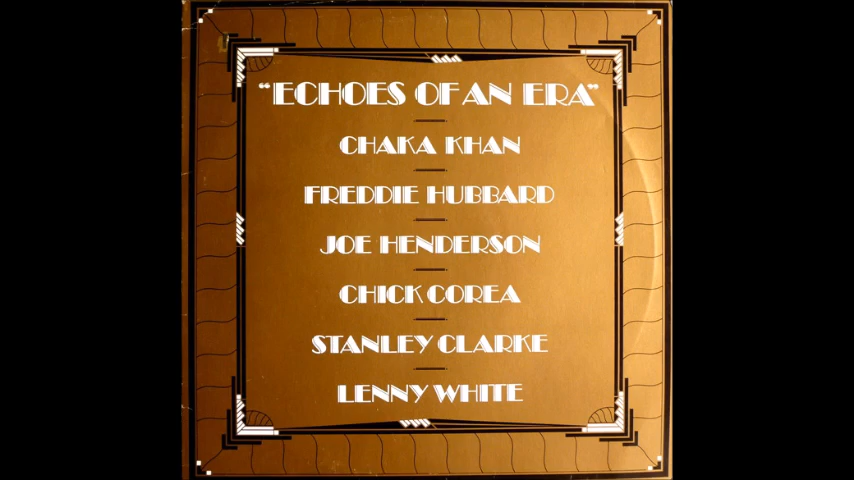 "ECHOES OF AN ERA"
CHAKA KHAN
FREDDIE HUBBARD
JOE HENDERSON
CHICK COREA
STANLEY CLARKE
LENNY WHITE